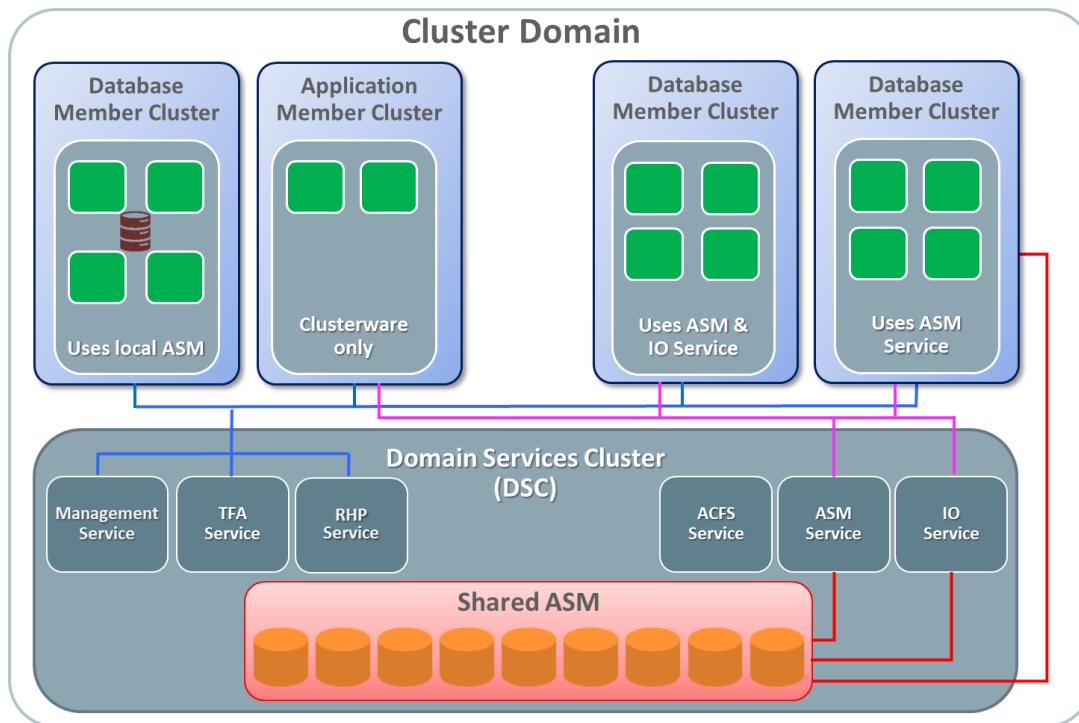 Cluster Domain
Database
Member Cluster
Uses local ASM
Application
Member Cluster
Clusterware
only
Database
Member Cluster
Uses ASM &
IO Service
Database
Member Cluster
Uses ASM
Service
Domain Services Cluster
(DSC)
Management
Service
TFA
Service
RHP
Service
ACFS
Service
ASM
Service
IO
Service
Shared ASM